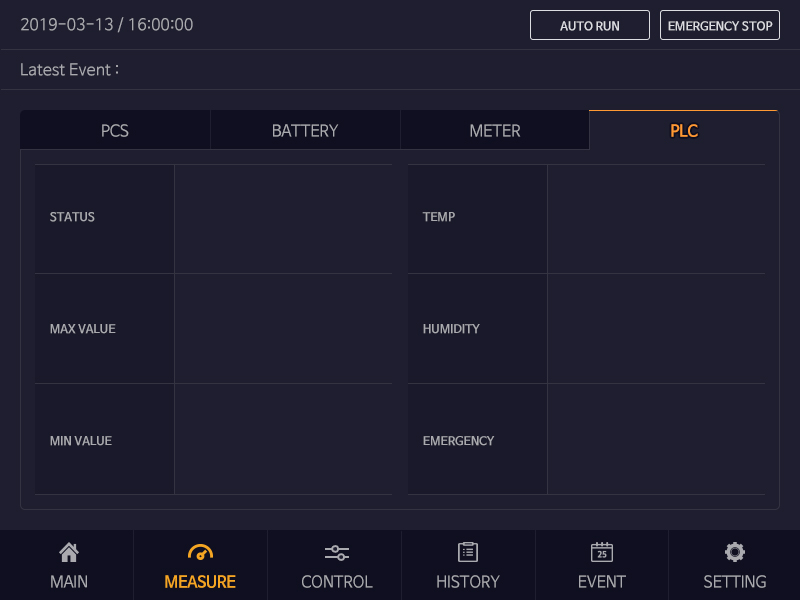 2019-03-13 / 16:00:00
AUTO RUN
EMERGENCY STOP
Latest Event :
PCS
BATTERY
METER
PLC
STATUS
TEMP
MAX VALUE
HUMIDITY
MIN VALUE
EMERGENCY
25
MAIN
MEASURE
CONTROL
HISTORY
EVENT
SETTING